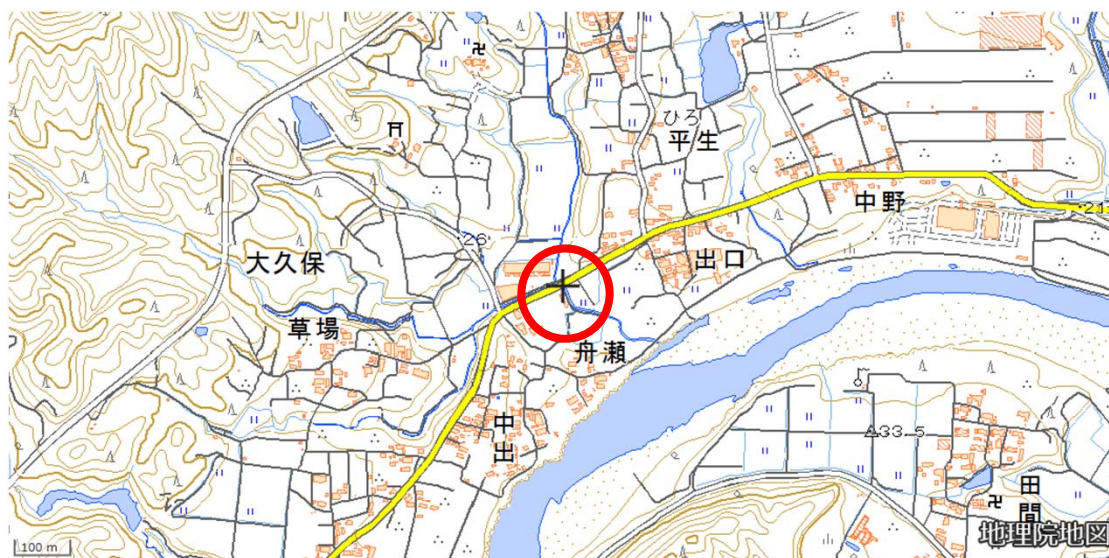 ひろ
平生
中野
・21
出口
・26
大久保
草場
舟瀬
中出
△33.5
田間
100 m
地理院地図